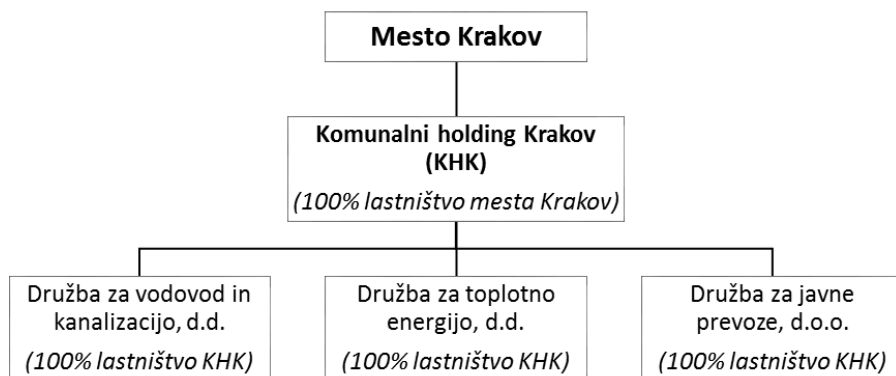 Mesto Krakov
Komunalni holding Krakov
(KHK)
(100% lastništvo mesta Krakov)
Družba za vodovod in
kanalizacijo, d.d.
(100% lastništvo KHK)
Družba za toplotno
energijo, d.d.
(100% lastništvo KHK)
Družba za javne
prevoze, d.o.o.
(100% lastništvo KHK)